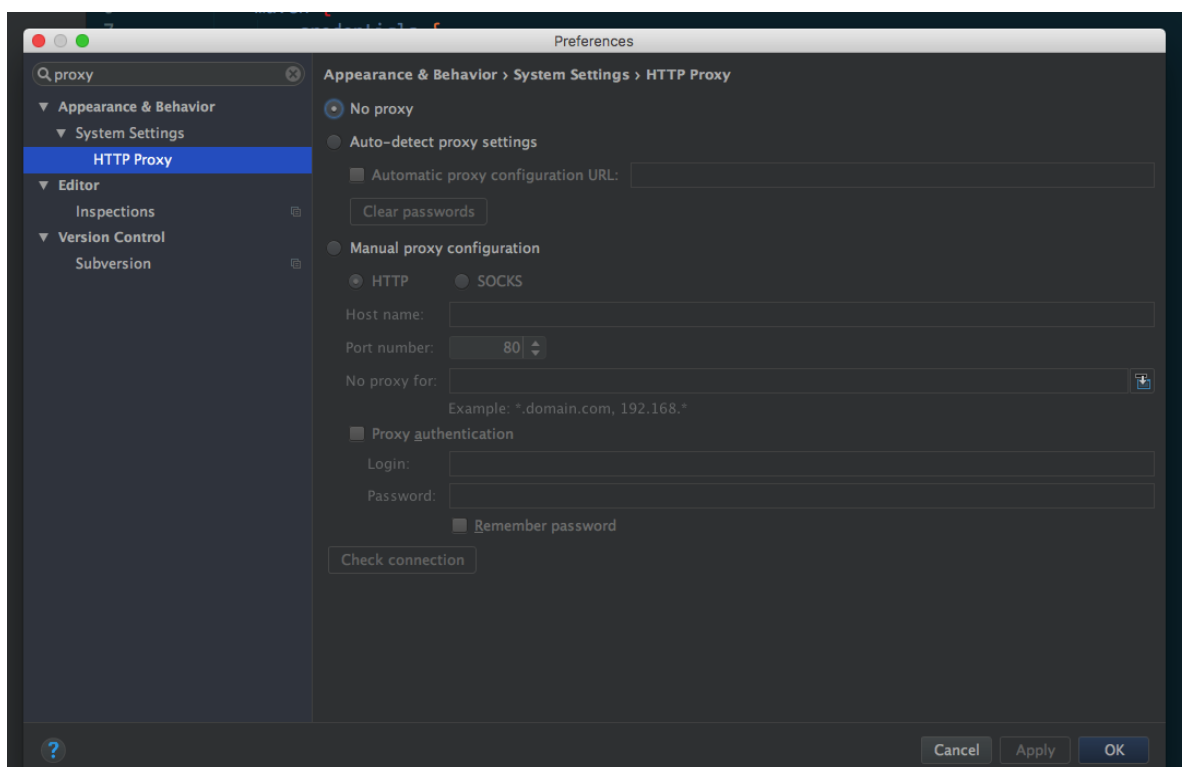 Preferences
proxy
Appearance & Behavior
System Settings
HTTP Proxy
Editor
Inspections
Version Control
Subversion
Appearance & Behavior › System Settings › HTTP Proxy
No proxy
Auto-detect proxy settings
Automatic proxy configuration URL:
Clear passwords
Manual proxy configuration
HTTP SOCKS
Host name:
Port number: 80
No proxy for:
Example: *.domain.com, 192.168.*
Proxy authentication
Login:
Password:
Remember password
Check connection
? Cancel Apply OK